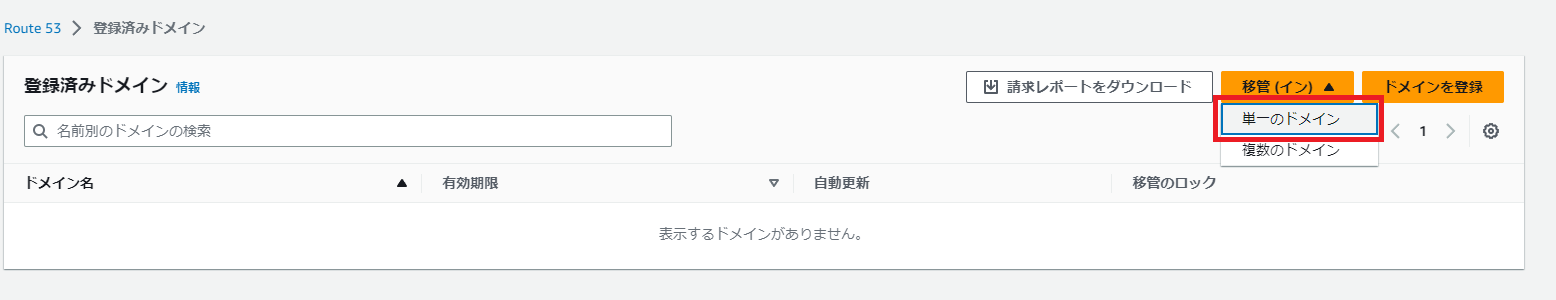 Route 53 > 登録済みドメイン
登録済みドメイン 情報
請求レポートをダウンロード 移管 (イン) ドメインを登録
単一のドメイン
複数のドメイン
名前別のドメインの検索
1
ドメイン名 有効期限 自動更新 移管のロック
表示するドメインがありません。